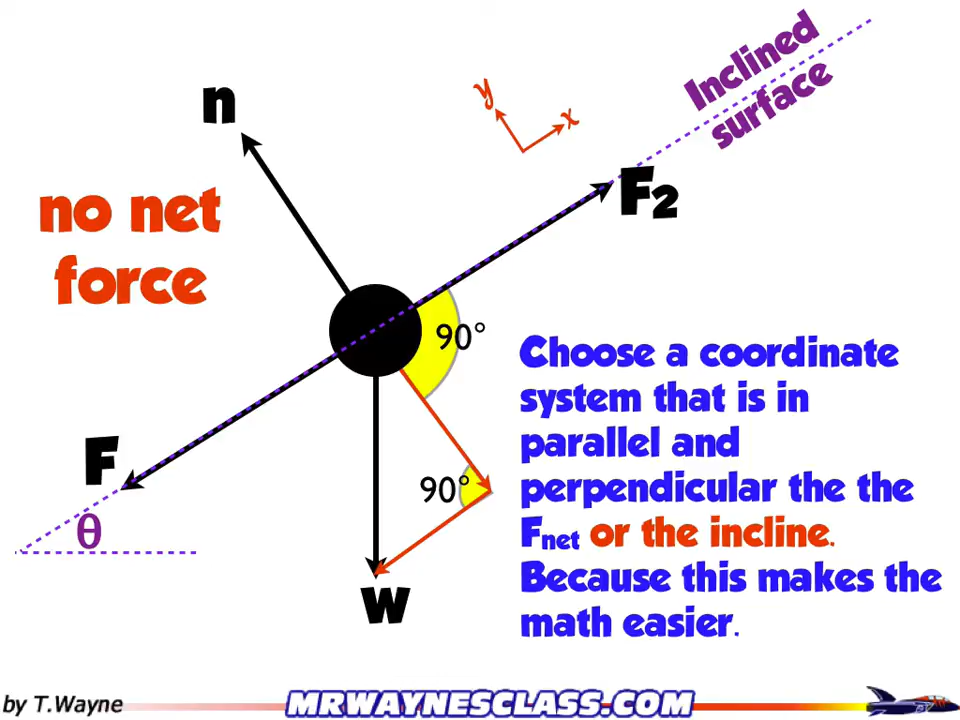 n
y
x
Inclined
surface
no net
force
F2
90°
F
θ
90°
w
Choose a coordinate
system that is in
parallel and
perpendicular the the
Fnet or the incline.
Because this makes the
math easier.
by T.Wayne
MRWAYNESCLASS.COM